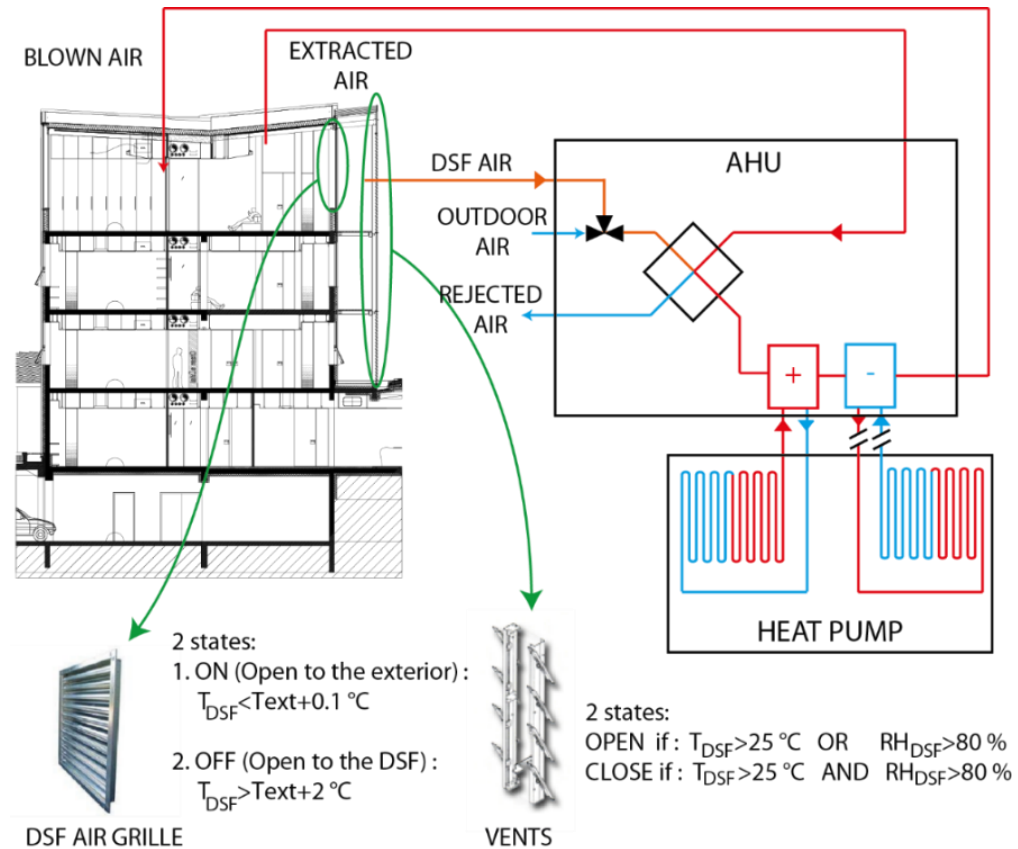 BLOWN AIR
EXTRACTED
AIR
DSF AIR
AHU
OUTDOOR
AIR
REJECTED
AIR
+
-
HEAT PUMP
2 states:
1. ON (Open to the exterior) :
TDSF<Text+0.1 °C
2. OFF (Open to the DSF) :
TDSF>Text+2 °C
DSF AIR GRILLE
2 states:
OPEN if : TDSF>25 °C OR RHDSF>80 %
CLOSE if : TDSF>25 °C AND RHDSF>80 %
VENTS